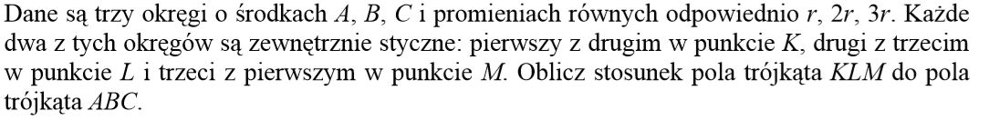 Dane są trzy okręgi o środkach A, B, C i promieniach równych odpowiednio r, 2r, 3r. Każde
dwa z tych okręgów są zewnętrznie styczne: pierwszy z drugim w punkcie K, drugi z trzecim
w punkcie L i trzeci z pierwszym w punkcie M. Oblicz stosunek pola trójkąta KLM do pola
trójkąta ABC.